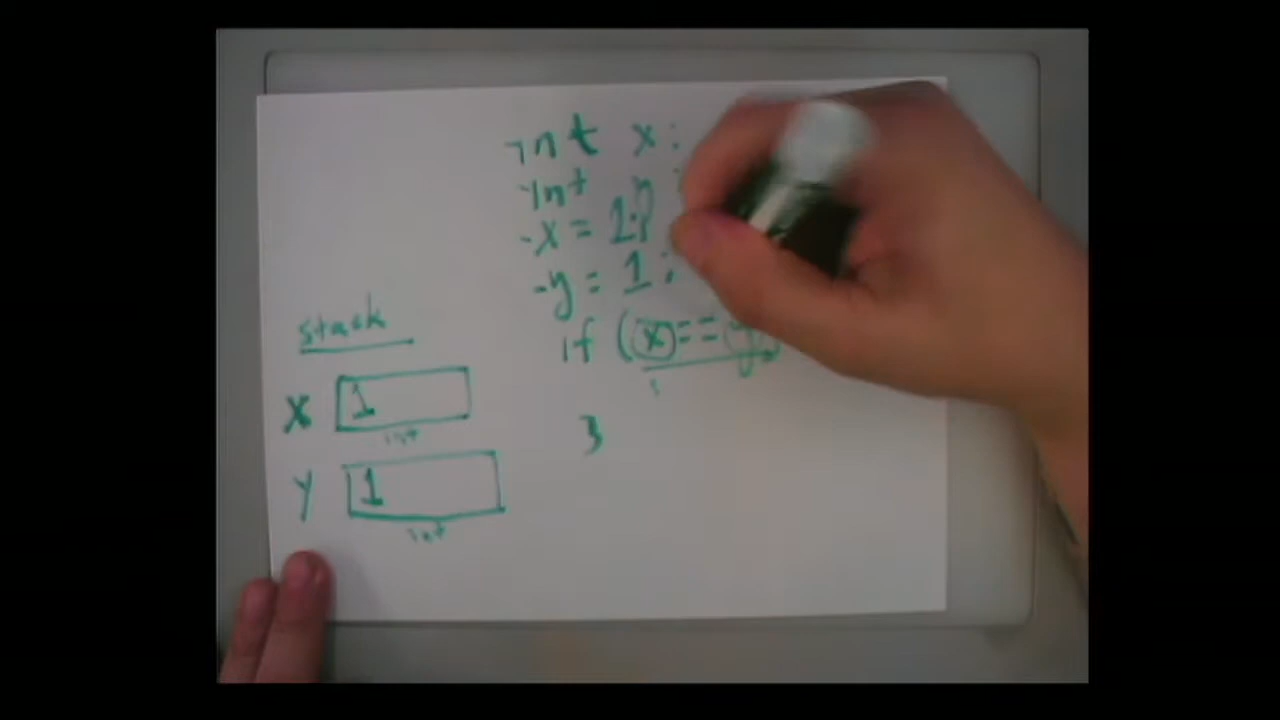 int x;
int y;
-x = 1;
-y = 1;
if (x == y)
}
stack
X 1
int
Y 1
int